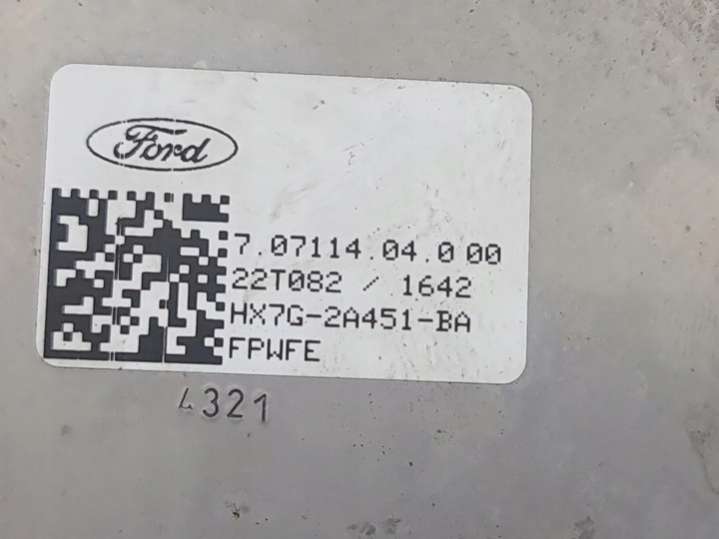 Ford
7.07114.04.0 00
22T082 / 1642
HX7G-2A451-BA
FPWFE
4321